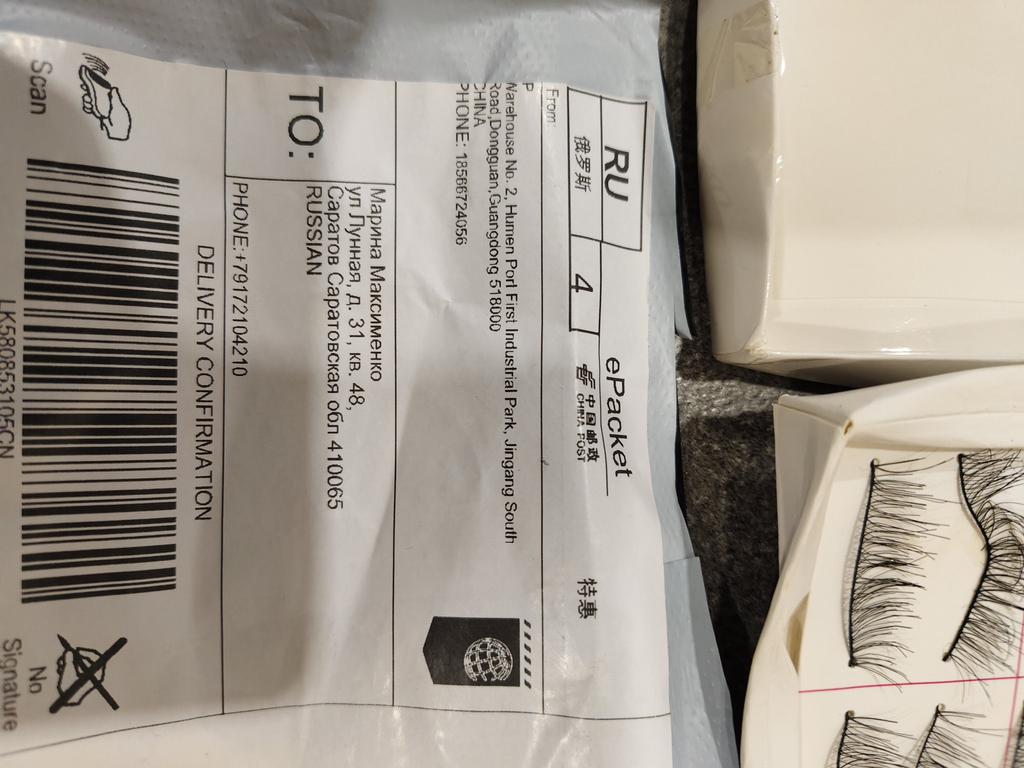 RU
俄罗斯
4
ePacket
中国邮政
CHINA POST
特惠
From:
Warehouse No. 2, Humen Port First Industrial Park, Jingang South
Road,Dongguan,Guangdong 518000
CHINA
PHONE: 18566724056
TO:
Марина Максименко
ул Лунная, д. 31, кв. 48,
Саратов Саратовская обл 410065
RUSSIAN
PHONE:+79172104210
DELIVERY CONFIRMATION
Scan
LK580853105CN
No
Signature